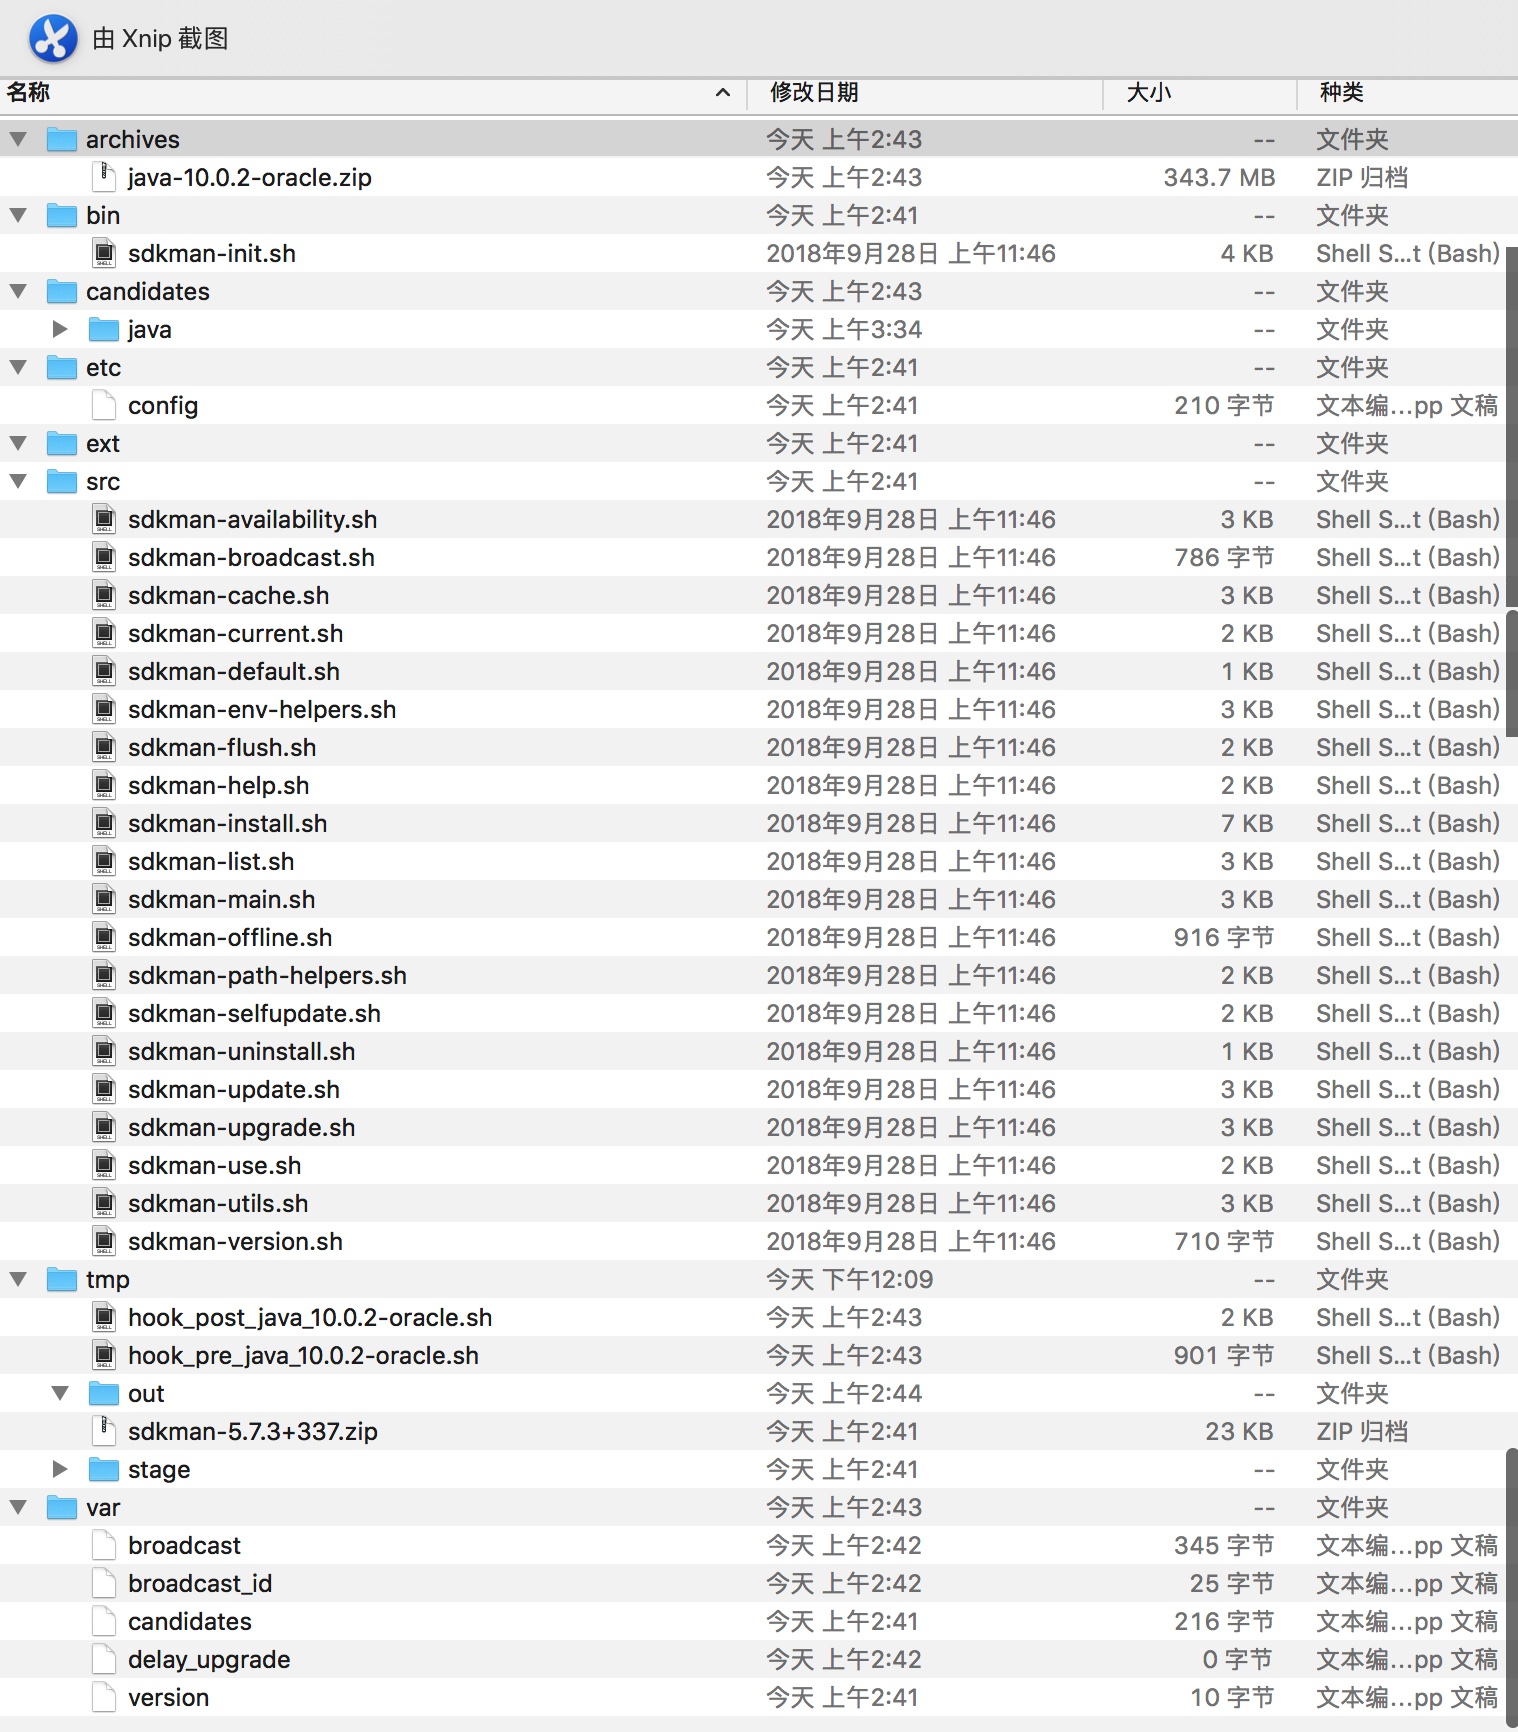 由 Xnip 截图
名称 修改日期 大小 种类
archives 今天 上午2:43 -- 文件夹
java-10.0.2-oracle.zip 今天 上午2:43 343.7 MB ZIP 归档
bin 今天 上午2:41 -- 文件夹
sdkman-init.sh 2018年9月28日 上午11:46 4 KB Shell S...t (Bash)
candidates 今天 上午2:43 -- 文件夹
java 今天 上午3:34 -- 文件夹
etc 今天 上午2:41 -- 文件夹
config 今天 上午2:41 210 字节 文本编...pp 文稿
ext 今天 上午2:41 -- 文件夹
src 今天 上午2:41 -- 文件夹
sdkman-availability.sh 2018年9月28日 上午11:46 3 KB Shell S...t (Bash)
sdkman-broadcast.sh 2018年9月28日 上午11:46 786 字节 Shell S...t (Bash)
sdkman-cache.sh 2018年9月28日 上午11:46 3 KB Shell S...t (Bash)
sdkman-current.sh 2018年9月28日 上午11:46 2 KB Shell S...t (Bash)
sdkman-default.sh 2018年9月28日 上午11:46 1 KB Shell S...t (Bash)
sdkman-env-helpers.sh 2018年9月28日 上午11:46 3 KB Shell S...t (Bash)
sdkman-flush.sh 2018年9月28日 上午11:46 2 KB Shell S...t (Bash)
sdkman-help.sh 2018年9月28日 上午11:46 2 KB Shell S...t (Bash)
sdkman-install.sh 2018年9月28日 上午11:46 7 KB Shell S...t (Bash)
sdkman-list.sh 2018年9月28日 上午11:46 3 KB Shell S...t (Bash)
sdkman-main.sh 2018年9月28日 上午11:46 3 KB Shell S...t (Bash)
sdkman-offline.sh 2018年9月28日 上午11:46 916 字节 Shell S...t (Bash)
sdkman-path-helpers.sh 2018年9月28日 上午11:46 2 KB Shell S...t (Bash)
sdkman-selfupdate.sh 2018年9月28日 上午11:46 2 KB Shell S...t (Bash)
sdkman-uninstall.sh 2018年9月28日 上午11:46 1 KB Shell S...t (Bash)
sdkman-update.sh 2018年9月28日 上午11:46 3 KB Shell S...t (Bash)
sdkman-upgrade.sh 2018年9月28日 上午11:46 3 KB Shell S...t (Bash)
sdkman-use.sh 2018年9月28日 上午11:46 2 KB Shell S...t (Bash)
sdkman-utils.sh 2018年9月28日 上午11:46 3 KB Shell S...t (Bash)
sdkman-version.sh 2018年9月28日 上午11:46 710 字节 Shell S...t (Bash)
tmp 今天 下午12:09 -- 文件夹
hook_post_java_10.0.2-oracle.sh 今天 上午2:43 2 KB Shell S...t (Bash)
hook_pre_java_10.0.2-oracle.sh 今天 上午2:43 901 字节 Shell S...t (Bash)
out 今天 上午2:44 -- 文件夹
sdkman-5.7.3+337.zip 今天 上午2:41 23 KB ZIP 归档
stage 今天 上午2:41 -- 文件夹
var 今天 上午2:43 -- 文件夹
broadcast 今天 上午2:42 345 字节 文本编...pp 文稿
broadcast_id 今天 上午2:42 25 字节 文本编...pp 文稿
candidates 今天 上午2:41 216 字节 文本编...pp 文稿
delay_upgrade 今天 上午2:42 0 字节 文本编...pp 文稿
version 今天 上午2:41 10 字节 文本编...pp 文稿